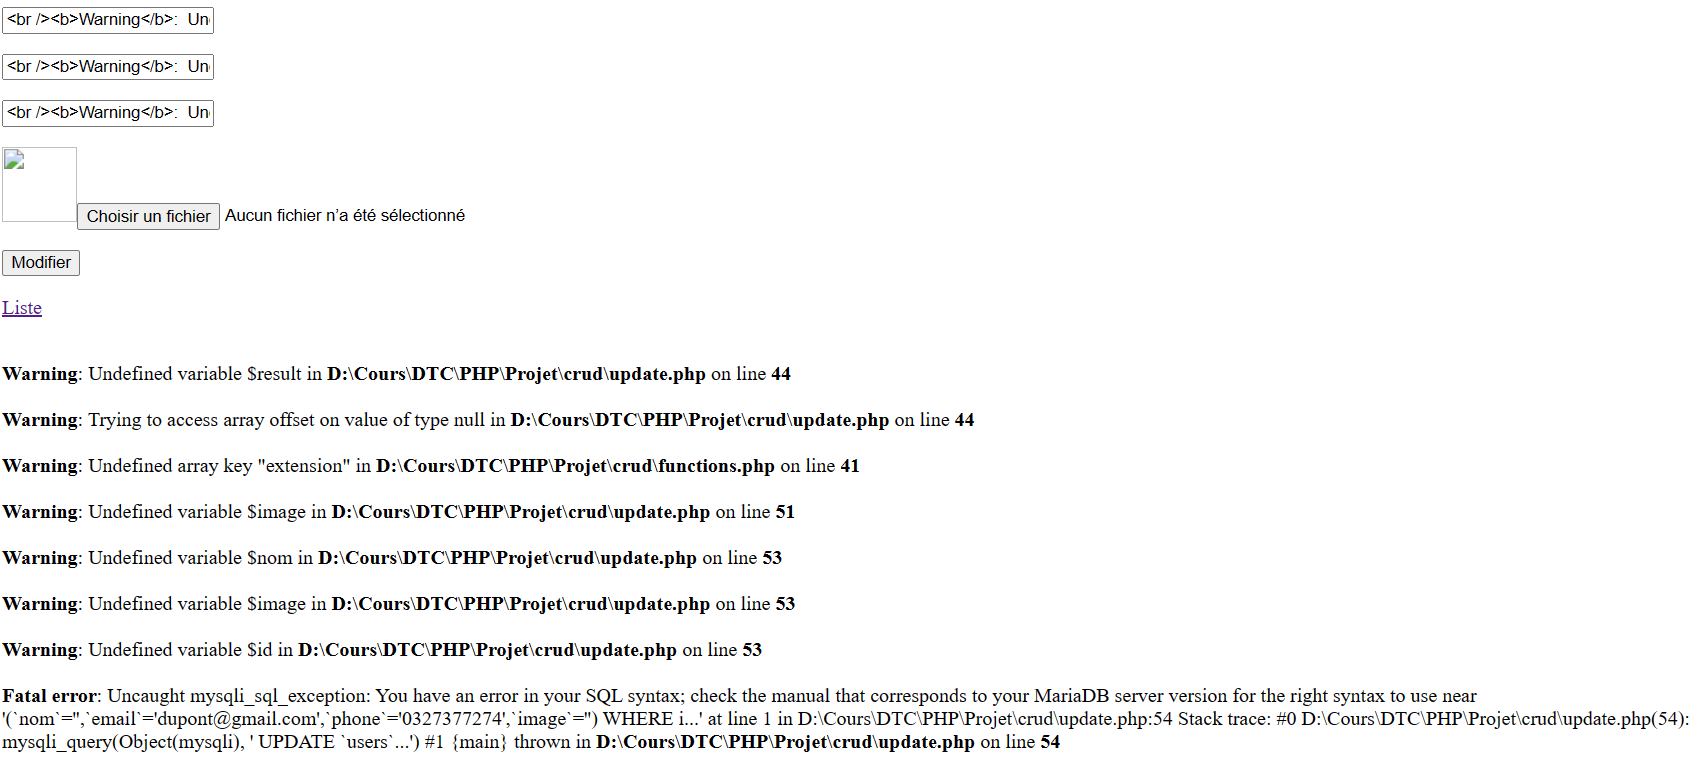 <br /><b>Warning</b>:  Un
<br /><b>Warning</b>:  Un
<br /><b>Warning</b>:  Un
Choisir un fichier Aucun fichier n’a été sélectionné
Modifier
Liste
Warning: Undefined variable $result in D:\Cours\DTC\PHP\Projet\crud\update.php on line 44
Warning: Trying to access array offset on value of type null in D:\Cours\DTC\PHP\Projet\crud\update.php on line 44
Warning: Undefined array key "extension" in D:\Cours\DTC\PHP\Projet\crud\functions.php on line 41
Warning: Undefined variable $image in D:\Cours\DTC\PHP\Projet\crud\update.php on line 51
Warning: Undefined variable $nom in D:\Cours\DTC\PHP\Projet\crud\update.php on line 53
Warning: Undefined variable $image in D:\Cours\DTC\PHP\Projet\crud\update.php on line 53
Warning: Undefined variable $id in D:\Cours\DTC\PHP\Projet\crud\update.php on line 53
Fatal error: Uncaught mysqli_sql_exception: You have an error in your SQL syntax; check the manual that corresponds to your MariaDB server version for the right syntax to use near
'(`nom`='',`email`='dupont@gmail.com',`phone`='0327377274',`image`='') WHERE i...' at line 1 in D:\Cours\DTC\PHP\Projet\crud\update.php:54 Stack trace: #0 D:\Cours\DTC\PHP\Projet\crud\update.php(54):
mysqli_query(Object(mysqli), ' UPDATE `users`...') #1 {main} thrown in D:\Cours\DTC\PHP\Projet\crud\update.php on line 54